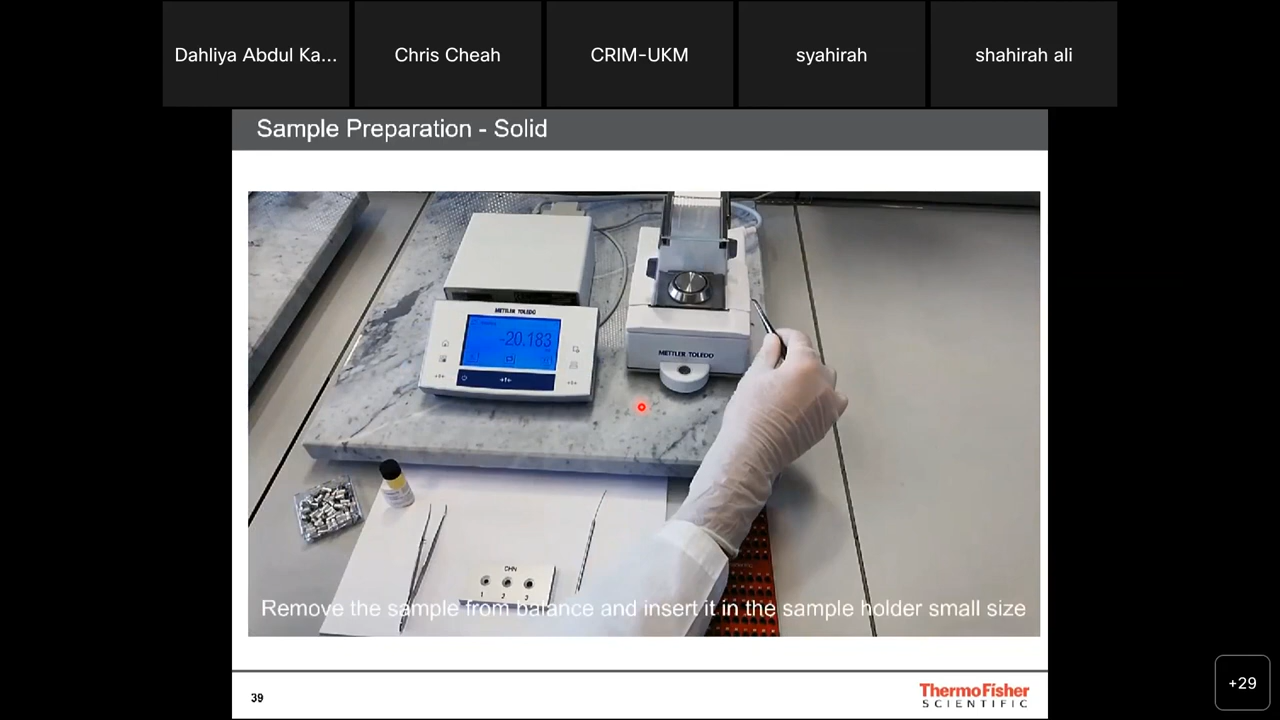 Dahliya Abdul Ka...
Chris Cheah
CRIM-UKM
syahirah
shahirah ali
Sample Preparation - Solid
METTLER TOLEDO
-20.183
METTLER TOLEDO
CHN
1 2 3
Remove the sample from balance and insert it in the sample holder small size
39
ThermoFisher
SCIENTIFIC
+29